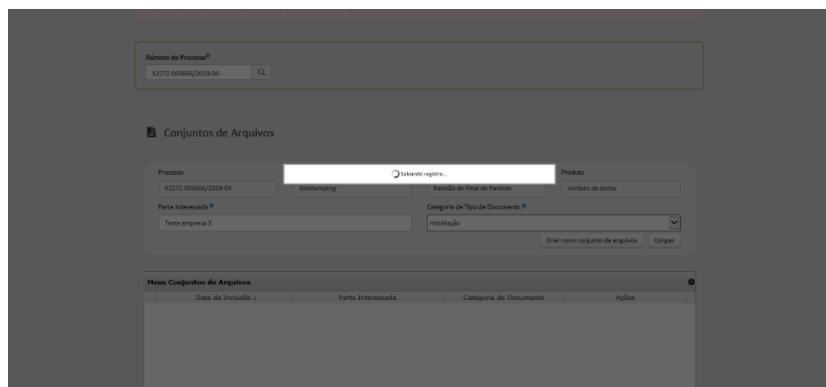 Número do Processo
52272.003656/2019-04
Conjuntos de Arquivos
Salvando registro...
Processo
Produto
52272.003656/2019-04
Antidumping
Revisão de Final de Período
Acrilato de butila
Parte Interessada
Categoria de Tipo de Documento
Teste empresa X
Habilitação
Criar novo conjunto de arquivos
Limpar
Meus Conjuntos de Arquivos
Data de Inclusão
Parte Interessada
Categoria do Documento
Ações